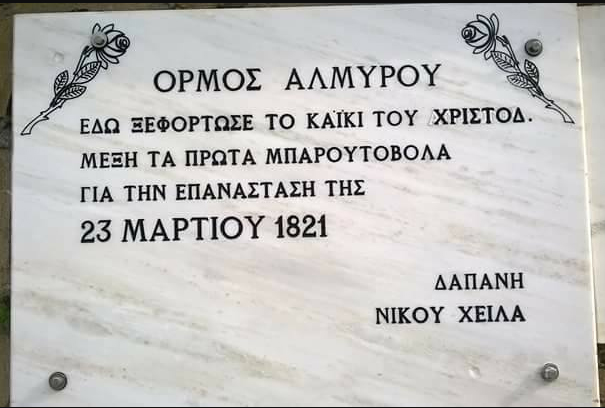 ΟΡΜΟΣ ΑΛΜΥΡΟΥ
ΕΔΩ ΞΕΦΟΡΤΩΣΕ ΤΟ ΚΑΪΚΙ ΤΟΥ ΧΡΙΣΤΟΔ.
ΜΕΞΗ ΤΑ ΠΡΩΤΑ ΜΠΑΡΟΥΤΟΒΟΛΑ
ΓΙΑ ΤΗΝ ΕΠΑΝΑΣΤΑΣΗ ΤΗΣ
23 ΜΑΡΤΙΟΥ 1821
ΔΑΠΑΝΗ
ΝΙΚΟΥ ΧΕΙΛΑ